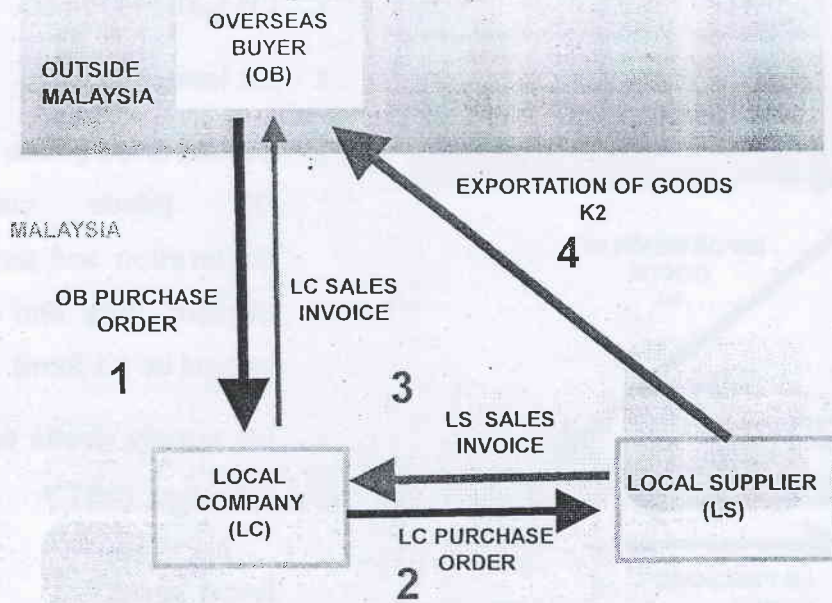 OVERSEAS
BUYER
(OB)
OUTSIDE
MALAYSIA
EXPORTATION OF GOODS
K2
4
MALAYSIA
OB PURCHASE
ORDER
1
LC SALES
INVOICE
3
LS SALES
INVOICE
LOCAL
COMPANY
(LC)
LOCAL SUPPLIER
(LS)
LC PURCHASE
ORDER
2